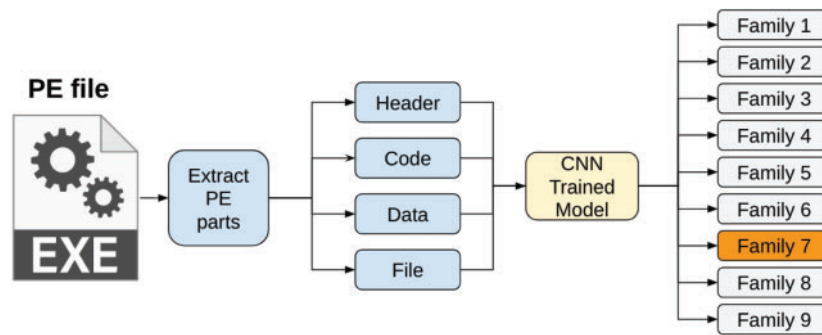 PE file
EXE
Extract
PE
parts
Header
Code
Data
File
CNN
Trained
Model
Family 1
Family 2
Family 3
Family 4
Family 5
Family 6
Family 7
Family 8
Family 9